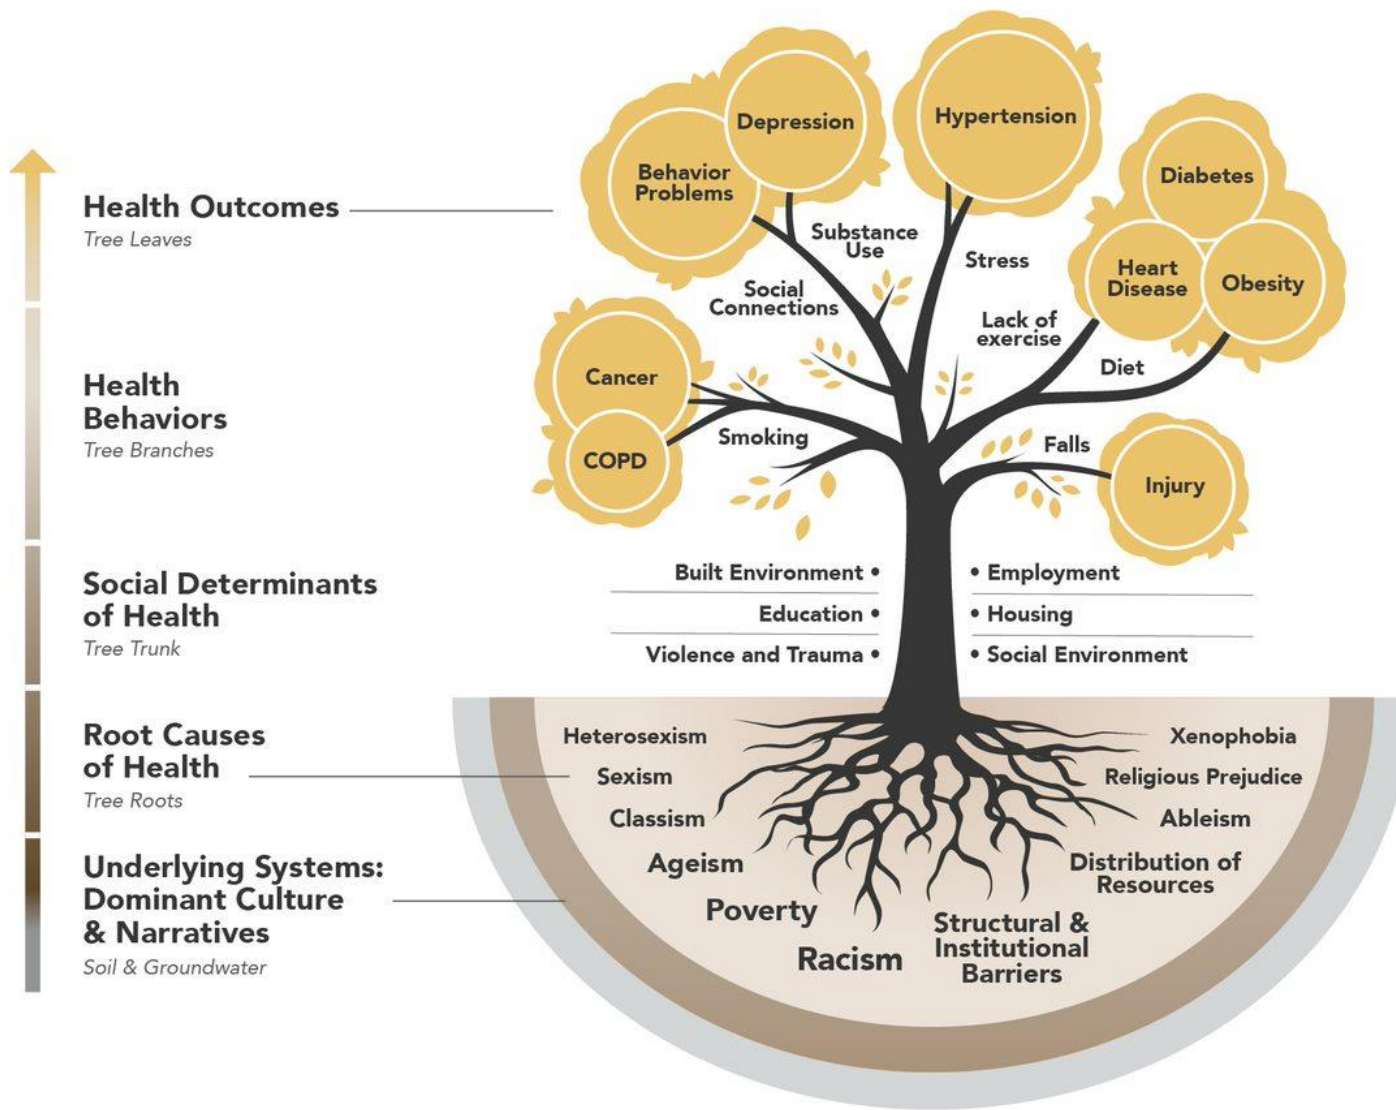 Health Outcomes
Tree Leaves
Health
Behaviors
Tree Branches
Social Determinants
of Health
Tree Trunk
Root Causes
of Health
Tree Roots
Underlying Systems:
Dominant Culture
& Narratives
Soil & Groundwater
Depression
Behavior
Problems
Hypertension
Diabetes
Heart
Disease
Obesity
Substance
Use
Stress
Social
Connections
Lack of
exercise
Diet
Cancer
COPD
Smoking
Falls
Injury
Built Environment •
• Employment
Education •
• Housing
Violence and Trauma •
• Social Environment
Heterosexism
Sexism
Classism
Ageism
Poverty
Racism
Structural &
Institutional
Barriers
Distribution of
Resources
Ableism
Religious Prejudice
Xenophobia